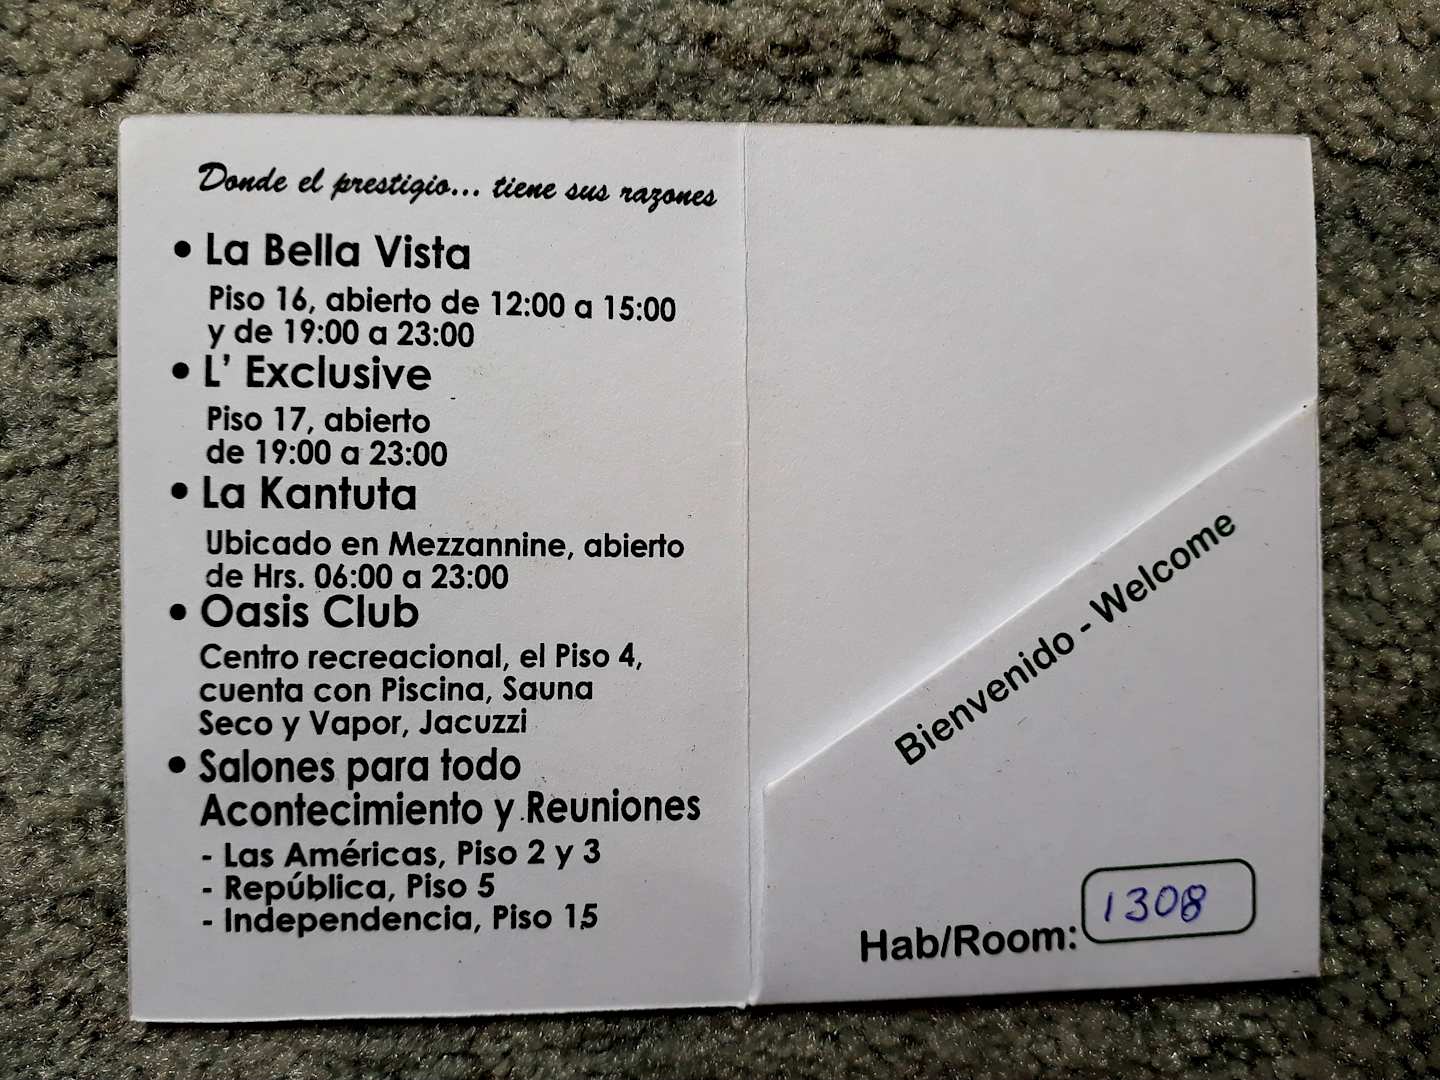 Donde el prestigio... tiene sus razones
• La Bella Vista
Piso 16, abierto de 12:00 a 15:00
y de 19:00 a 23:00
• L' Exclusive
Piso 17, abierto
de 19:00 a 23:00
• La Kantuta
Ubicado en Mezzannine, abierto
de Hrs. 06:00 a 23:00
• Oasis Club
Centro recreacional, el Piso 4,
cuenta con Piscina, Sauna
Seco y Vapor, Jacuzzi
• Salones para todo
Acontecimiento y Reuniones
- Las Américas, Piso 2 y 3
- República, Piso 5
- Independencia, Piso 15
Bienvenido - Welcome
Hab/Room: 1308